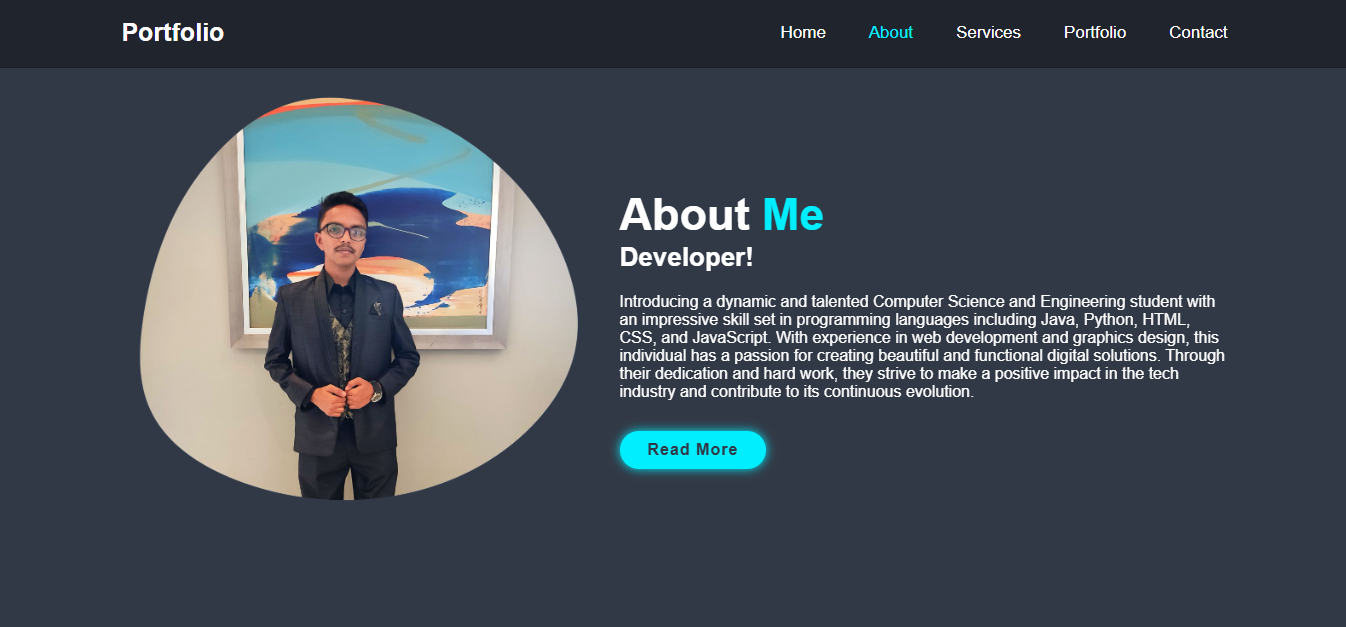 Portfolio
Home About Services Portfolio Contact
About Me
Developer!
Introducing a dynamic and talented Computer Science and Engineering student with
an impressive skill set in programming languages including Java, Python, HTML,
CSS, and JavaScript. With experience in web development and graphics design, this
individual has a passion for creating beautiful and functional digital solutions. Through
their dedication and hard work, they strive to make a positive impact in the tech
industry and contribute to its continuous evolution.
Read More